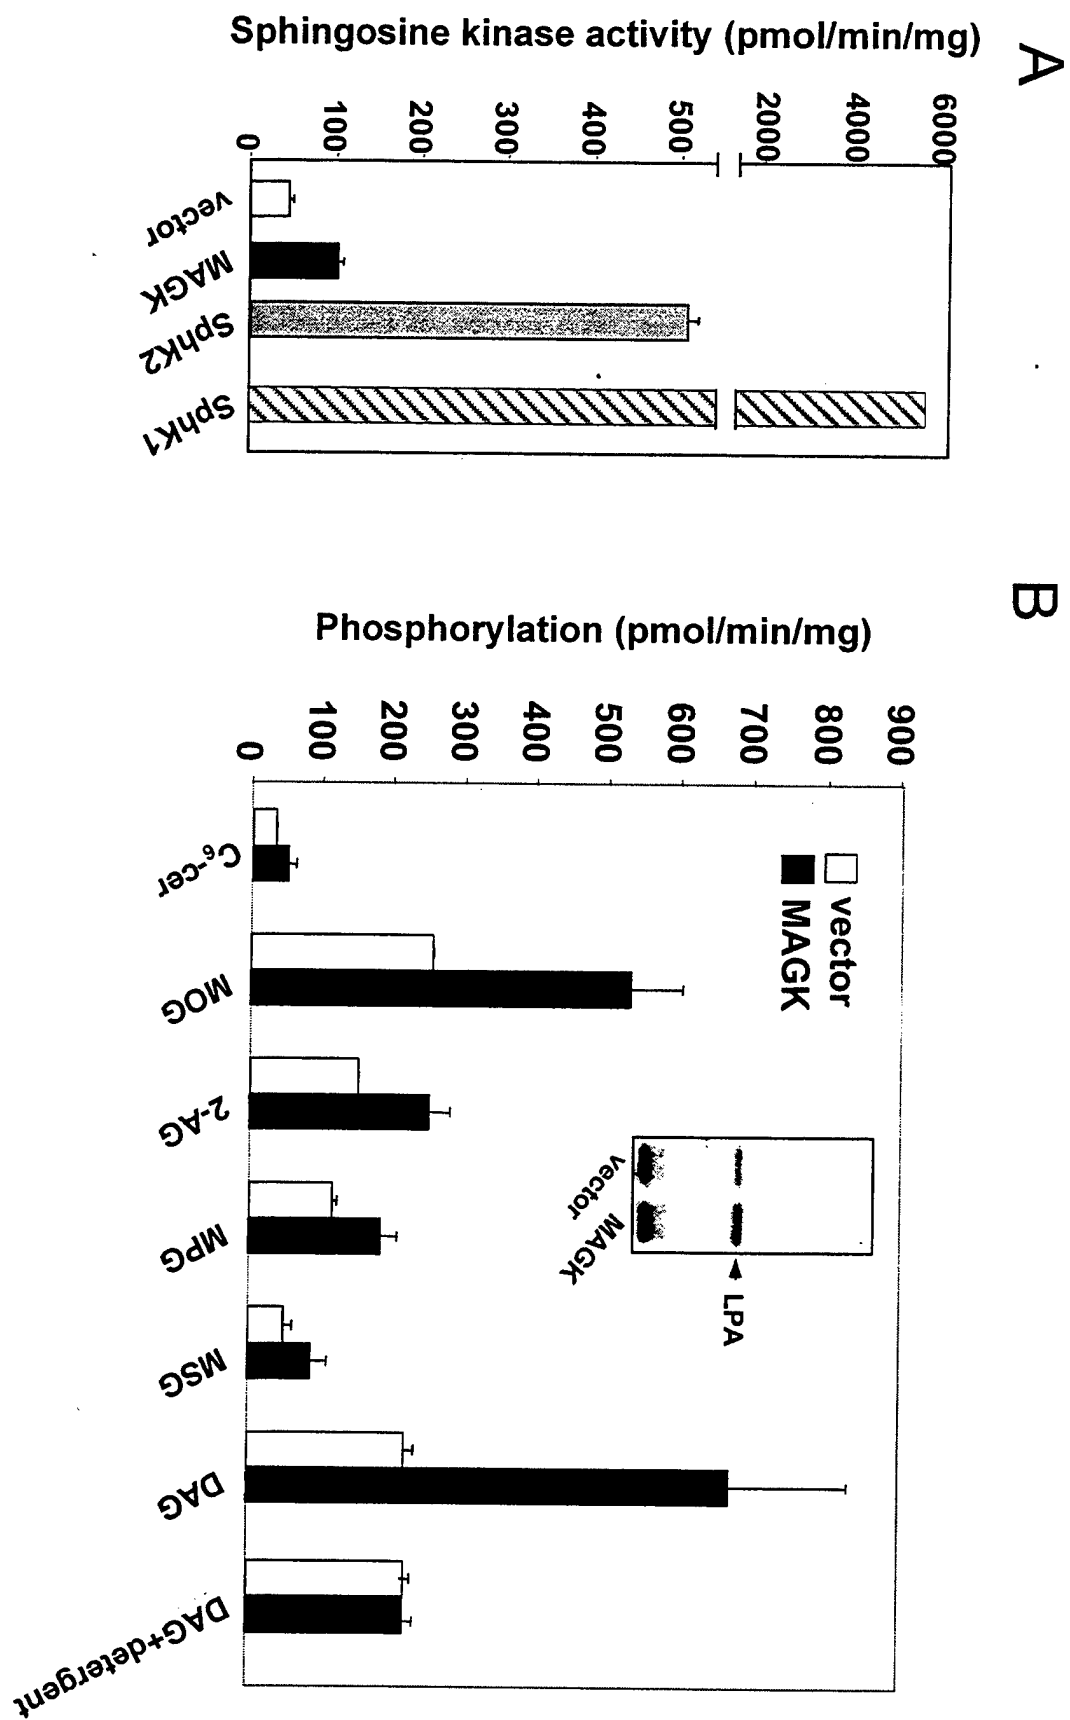 A
Sphingosine kinase activity (pmol/min/mg)
6000
4000
2000
500
400
300
200
100
0
vector
MAGK
SphK2
SphK1
B
Phosphorylation (pmol/min/mg)
900
800
700
600
500
400
300
200
100
0
vector
MAGK
LPA
vector
MAGK
C6-cer
MOG
2-AG
MPG
MSG
DAG
DAG+detergent